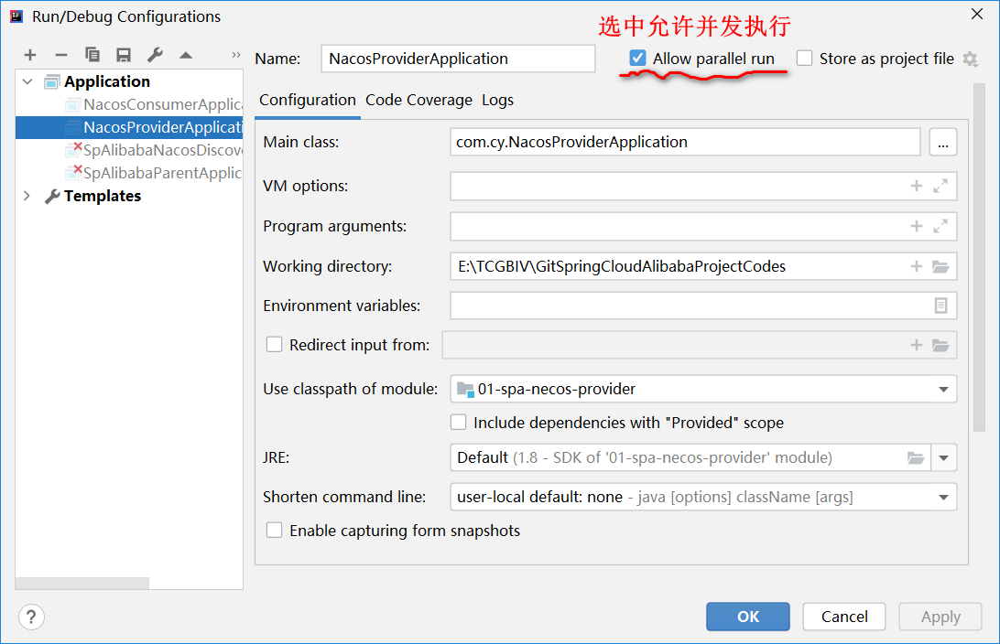 Run/Debug Configurations
选中允许并发执行
Name: NacosProviderApplication Allow parallel run Store as project file
Application
NacosConsumerApplica
NacosProviderApplicati
SpAlibabaNacosDiscove
SpAlibabaParentApplic
Templates
Configuration Code Coverage Logs
Main class: com.cy.NacosProviderApplication ...
VM options:
Program arguments:
Working directory: E:\TCGBIV\GitSpringCloudAlibabaProjectCodes
Environment variables:
Redirect input from:
Use classpath of module: 01-spa-necos-provider
Include dependencies with "Provided" scope
JRE: Default (1.8 - SDK of '01-spa-necos-provider' module)
Shorten command line: user-local default: none - java [options] className [args]
Enable capturing form snapshots
? OK Cancel Apply